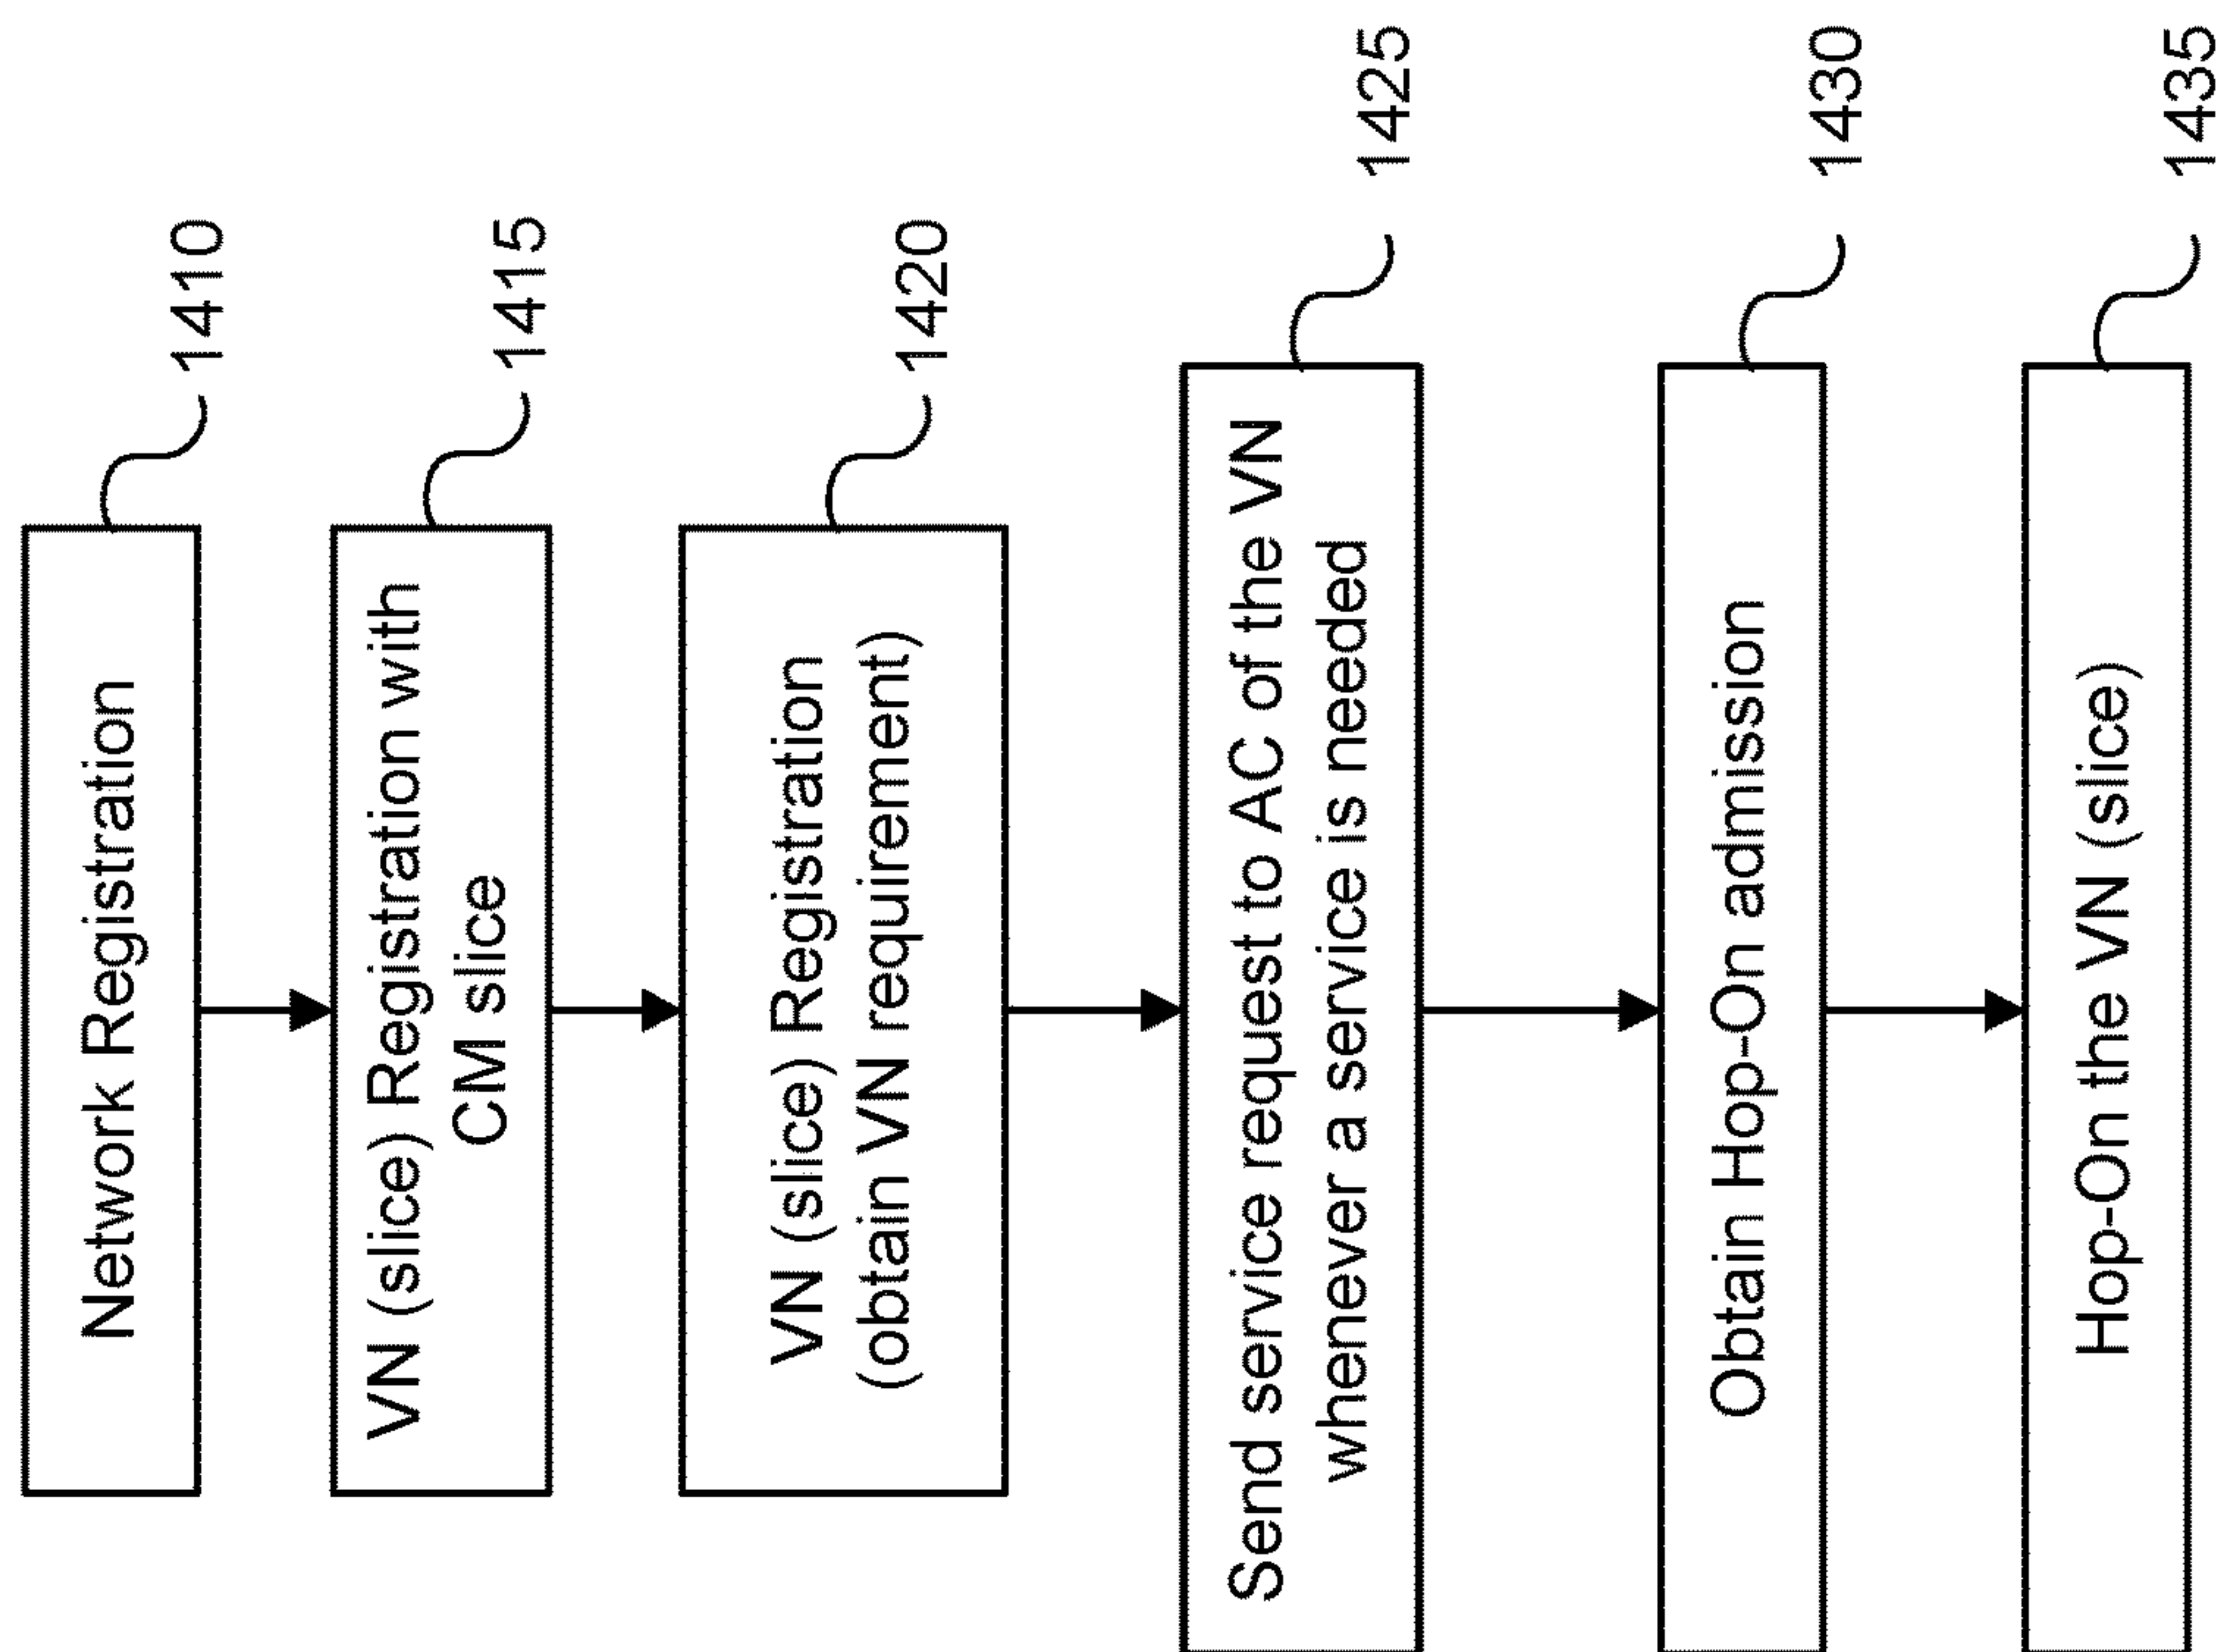 Network Registration
1410
VN (slice) Registration with
CM slice
1415
VN (slice) Registration
(obtain VN requirement)
1420
Send service request to AC of the VN
whenever a service is needed
1425
Obtain Hop-On admission
1430
Hop-On the VN (slice)
1435